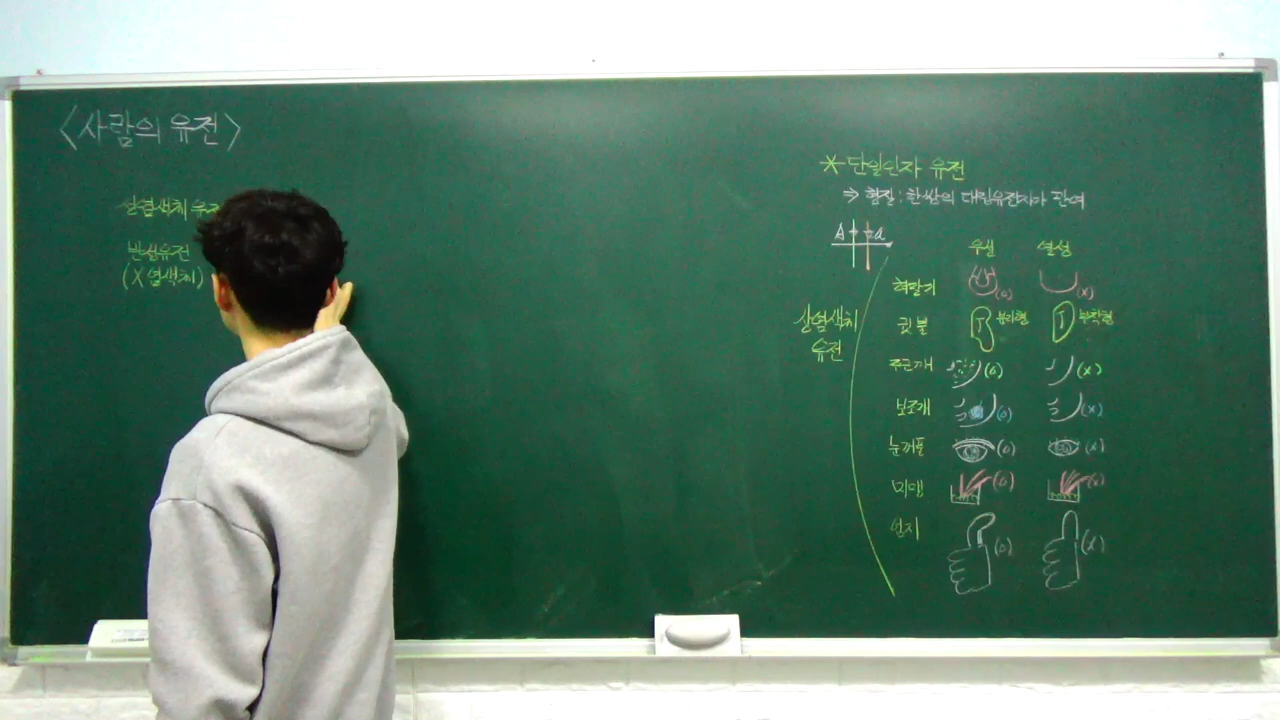 <사람의 유전>
상염색체 유전
반성유전
(X 염색체)
* 단일인자 유전
⇒ 형질 : 한쌍의 대립유전자가 관여
A a
우성 열성
혀말기 (O) (X)
귓불 분리형 부착형
주근깨 (O) (X)
보조개 (O) (X)
눈꺼풀 (O) (X)
미맹 (O) (X)
엄지 (O) (X)
상염색체
유전